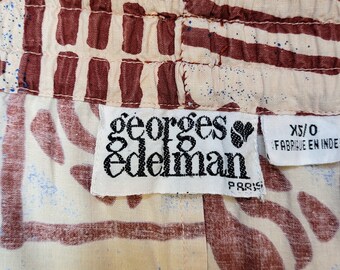 georges
edelman
PARIS
XS/0
FABRIQUE EN INDE